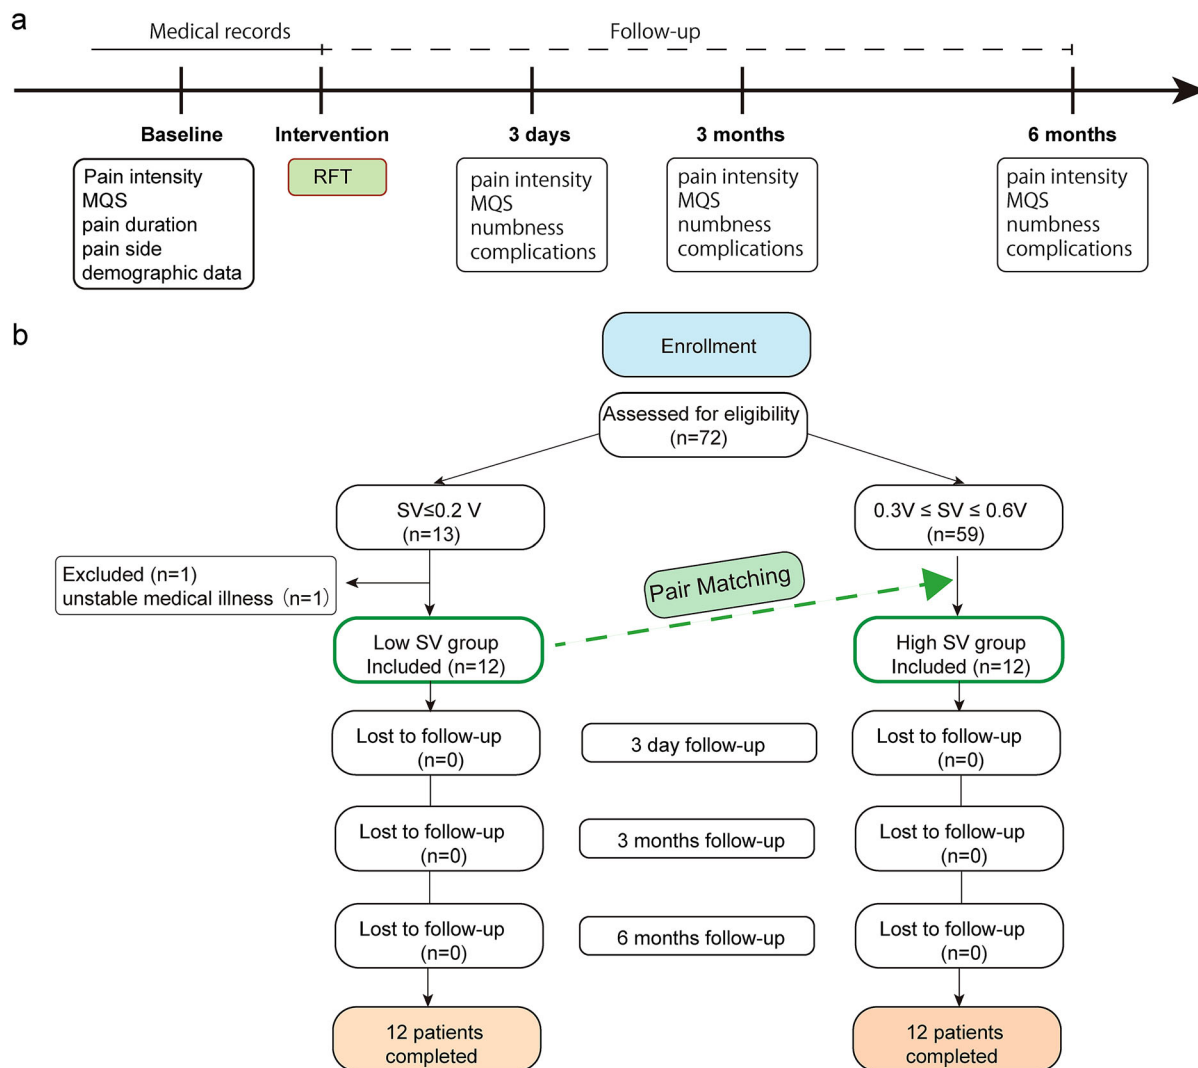 a
Medical records
Follow-up
Baseline
Intervention
3 days
3 months
6 months
Pain intensity
MQS
pain duration
pain side
demographic data
RFT
pain intensity
MQS
numbness
complications
pain intensity
MQS
numbness
complications
pain intensity
MQS
numbness
complications
b
Enrollment
Assessed for eligibility
(n=72)
SV≤0.2 V
(n=13)
0.3V ≤ SV ≤ 0.6V
(n=59)
Excluded (n=1)
unstable medical illness（n=1）
Pair Matching
Low SV group
Included (n=12)
High SV group
Included (n=12)
Lost to follow-up
(n=0)
3 day follow-up
Lost to follow-up
(n=0)
Lost to follow-up
(n=0)
3 months follow-up
Lost to follow-up
(n=0)
Lost to follow-up
(n=0)
6 months follow-up
Lost to follow-up
(n=0)
12 patients
completed
12 patients
completed